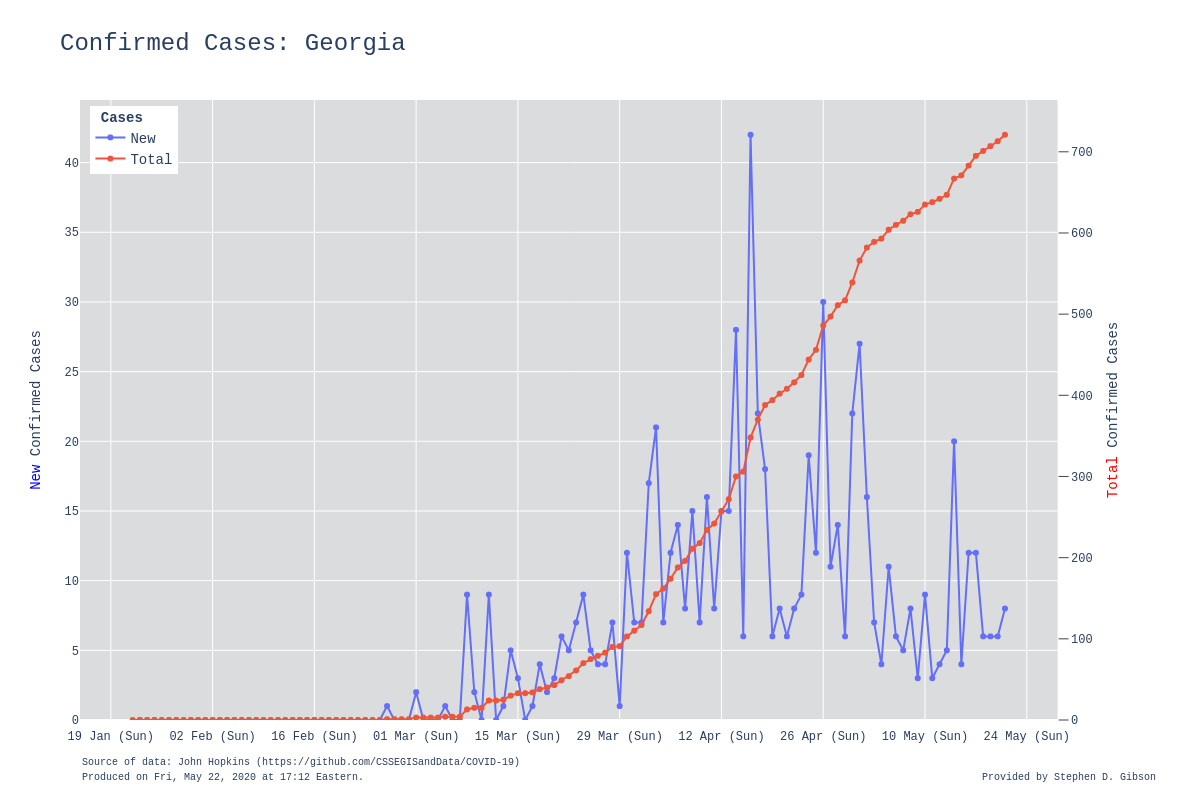 Confirmed Cases: Georgia
Cases
New
Total
New Confirmed Cases
40
35
30
25
20
15
10
5
0
Total Confirmed Cases
700
600
500
400
300
200
100
0
19 Jan (Sun) 02 Feb (Sun) 16 Feb (Sun) 01 Mar (Sun) 15 Mar (Sun) 29 Mar (Sun) 12 Apr (Sun) 26 Apr (Sun) 10 May (Sun) 24 May (Sun)
Source of data: John Hopkins (https://github.com/CSSEGISandData/COVID-19)
Produced on Fri, May 22, 2020 at 17:12 Eastern.
Provided by Stephen D. Gibson